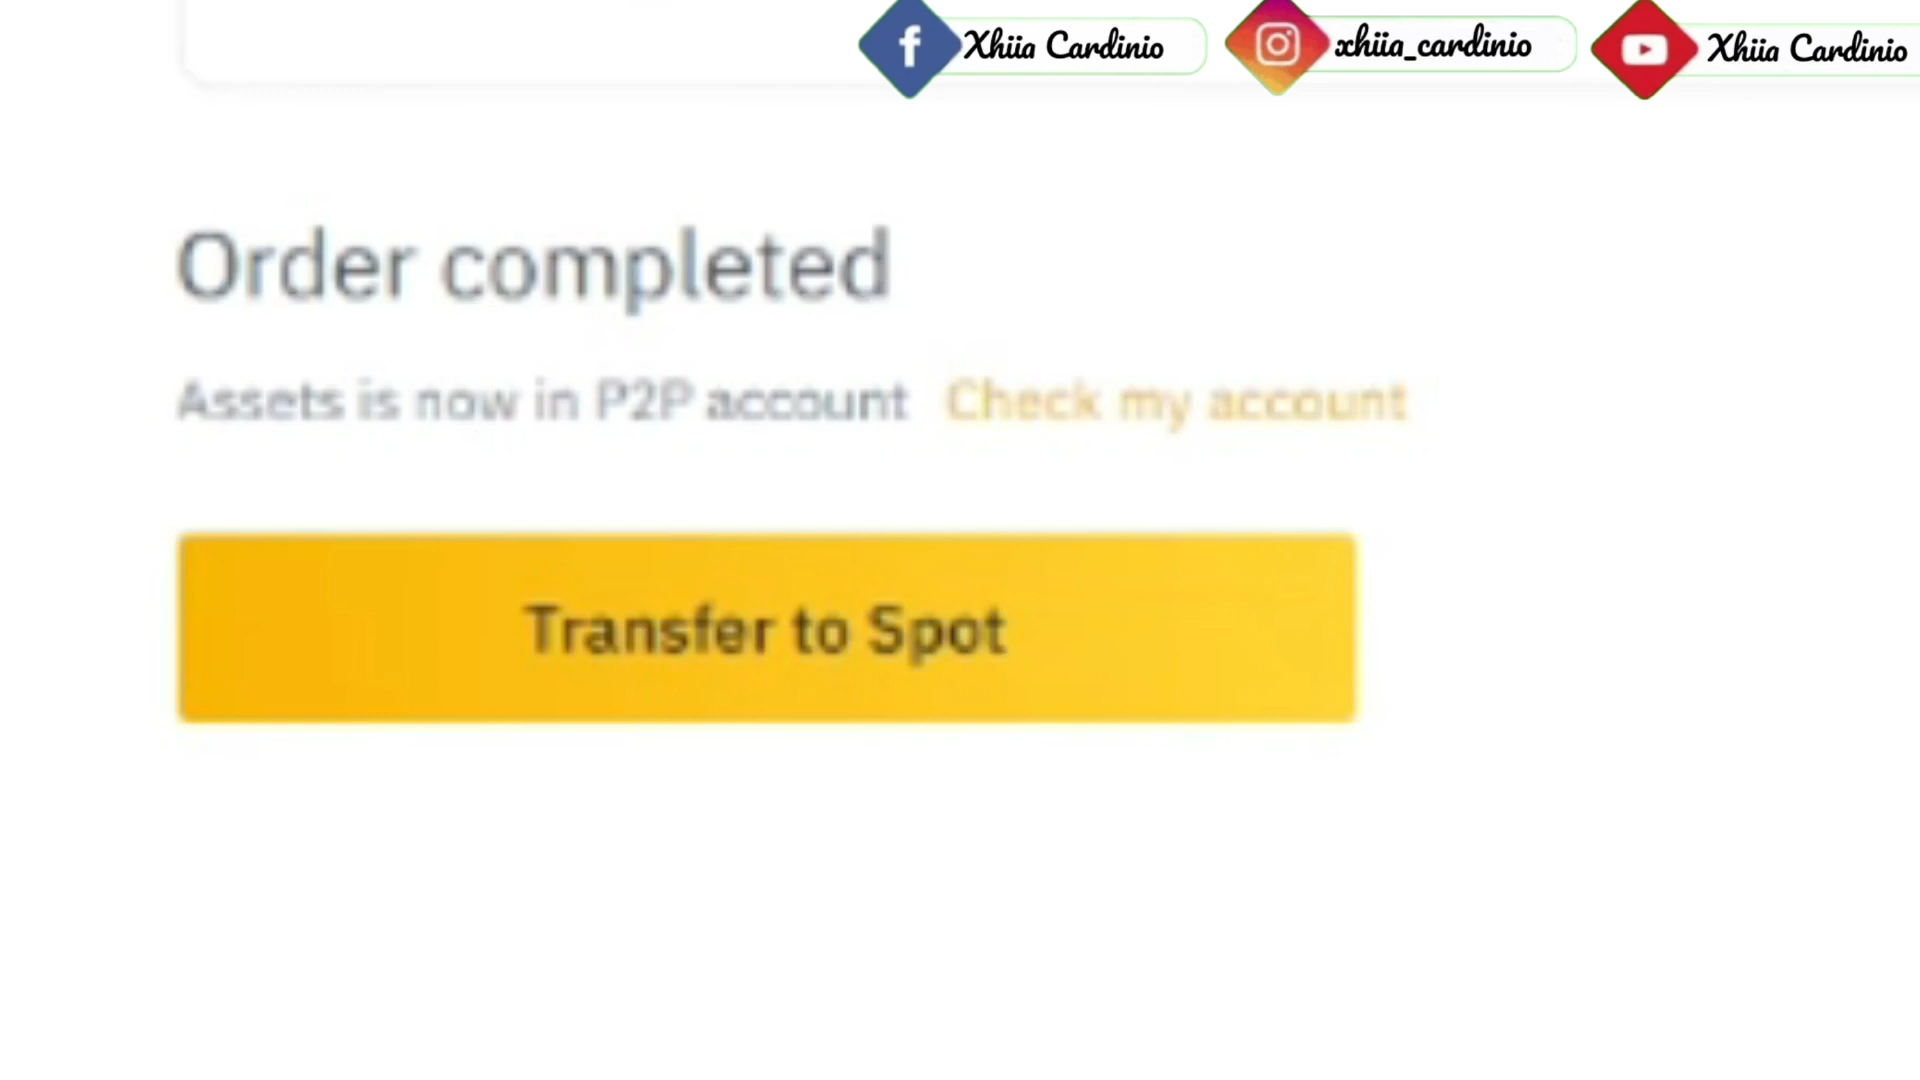 Xhiia Cardinio xhiia_cardinio Xhiia Cardinio
Order completed
Assets is now in P2P account Check my account
Transfer to Spot